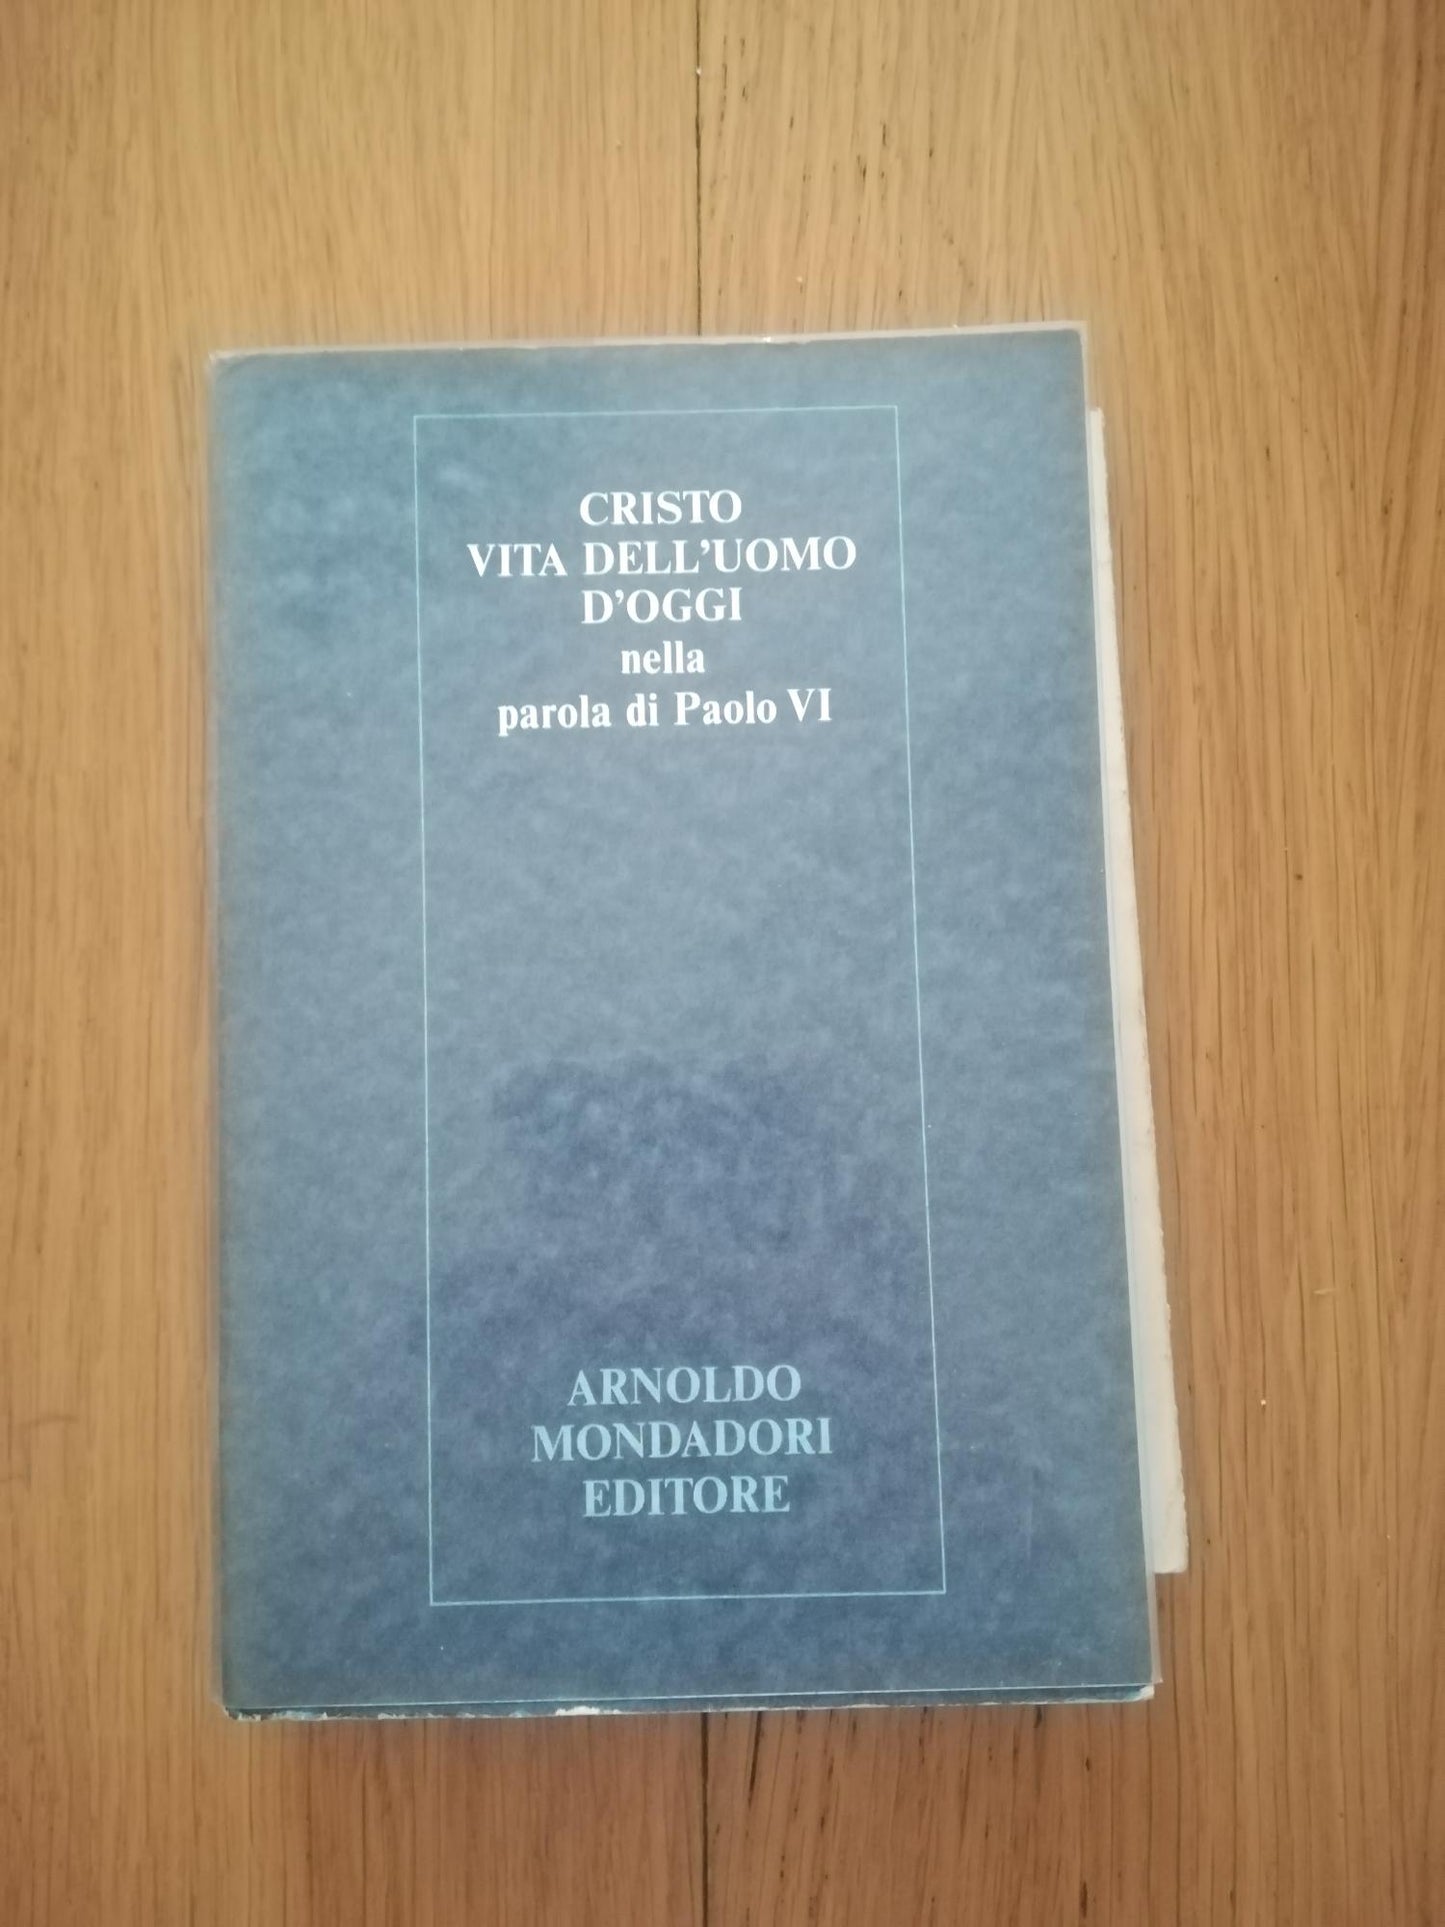 CRISTO
VITA DELL'UOMO
D'OGGI
nella
parola di Paolo VI
ARNOLDO
MONDADORI
EDITORE